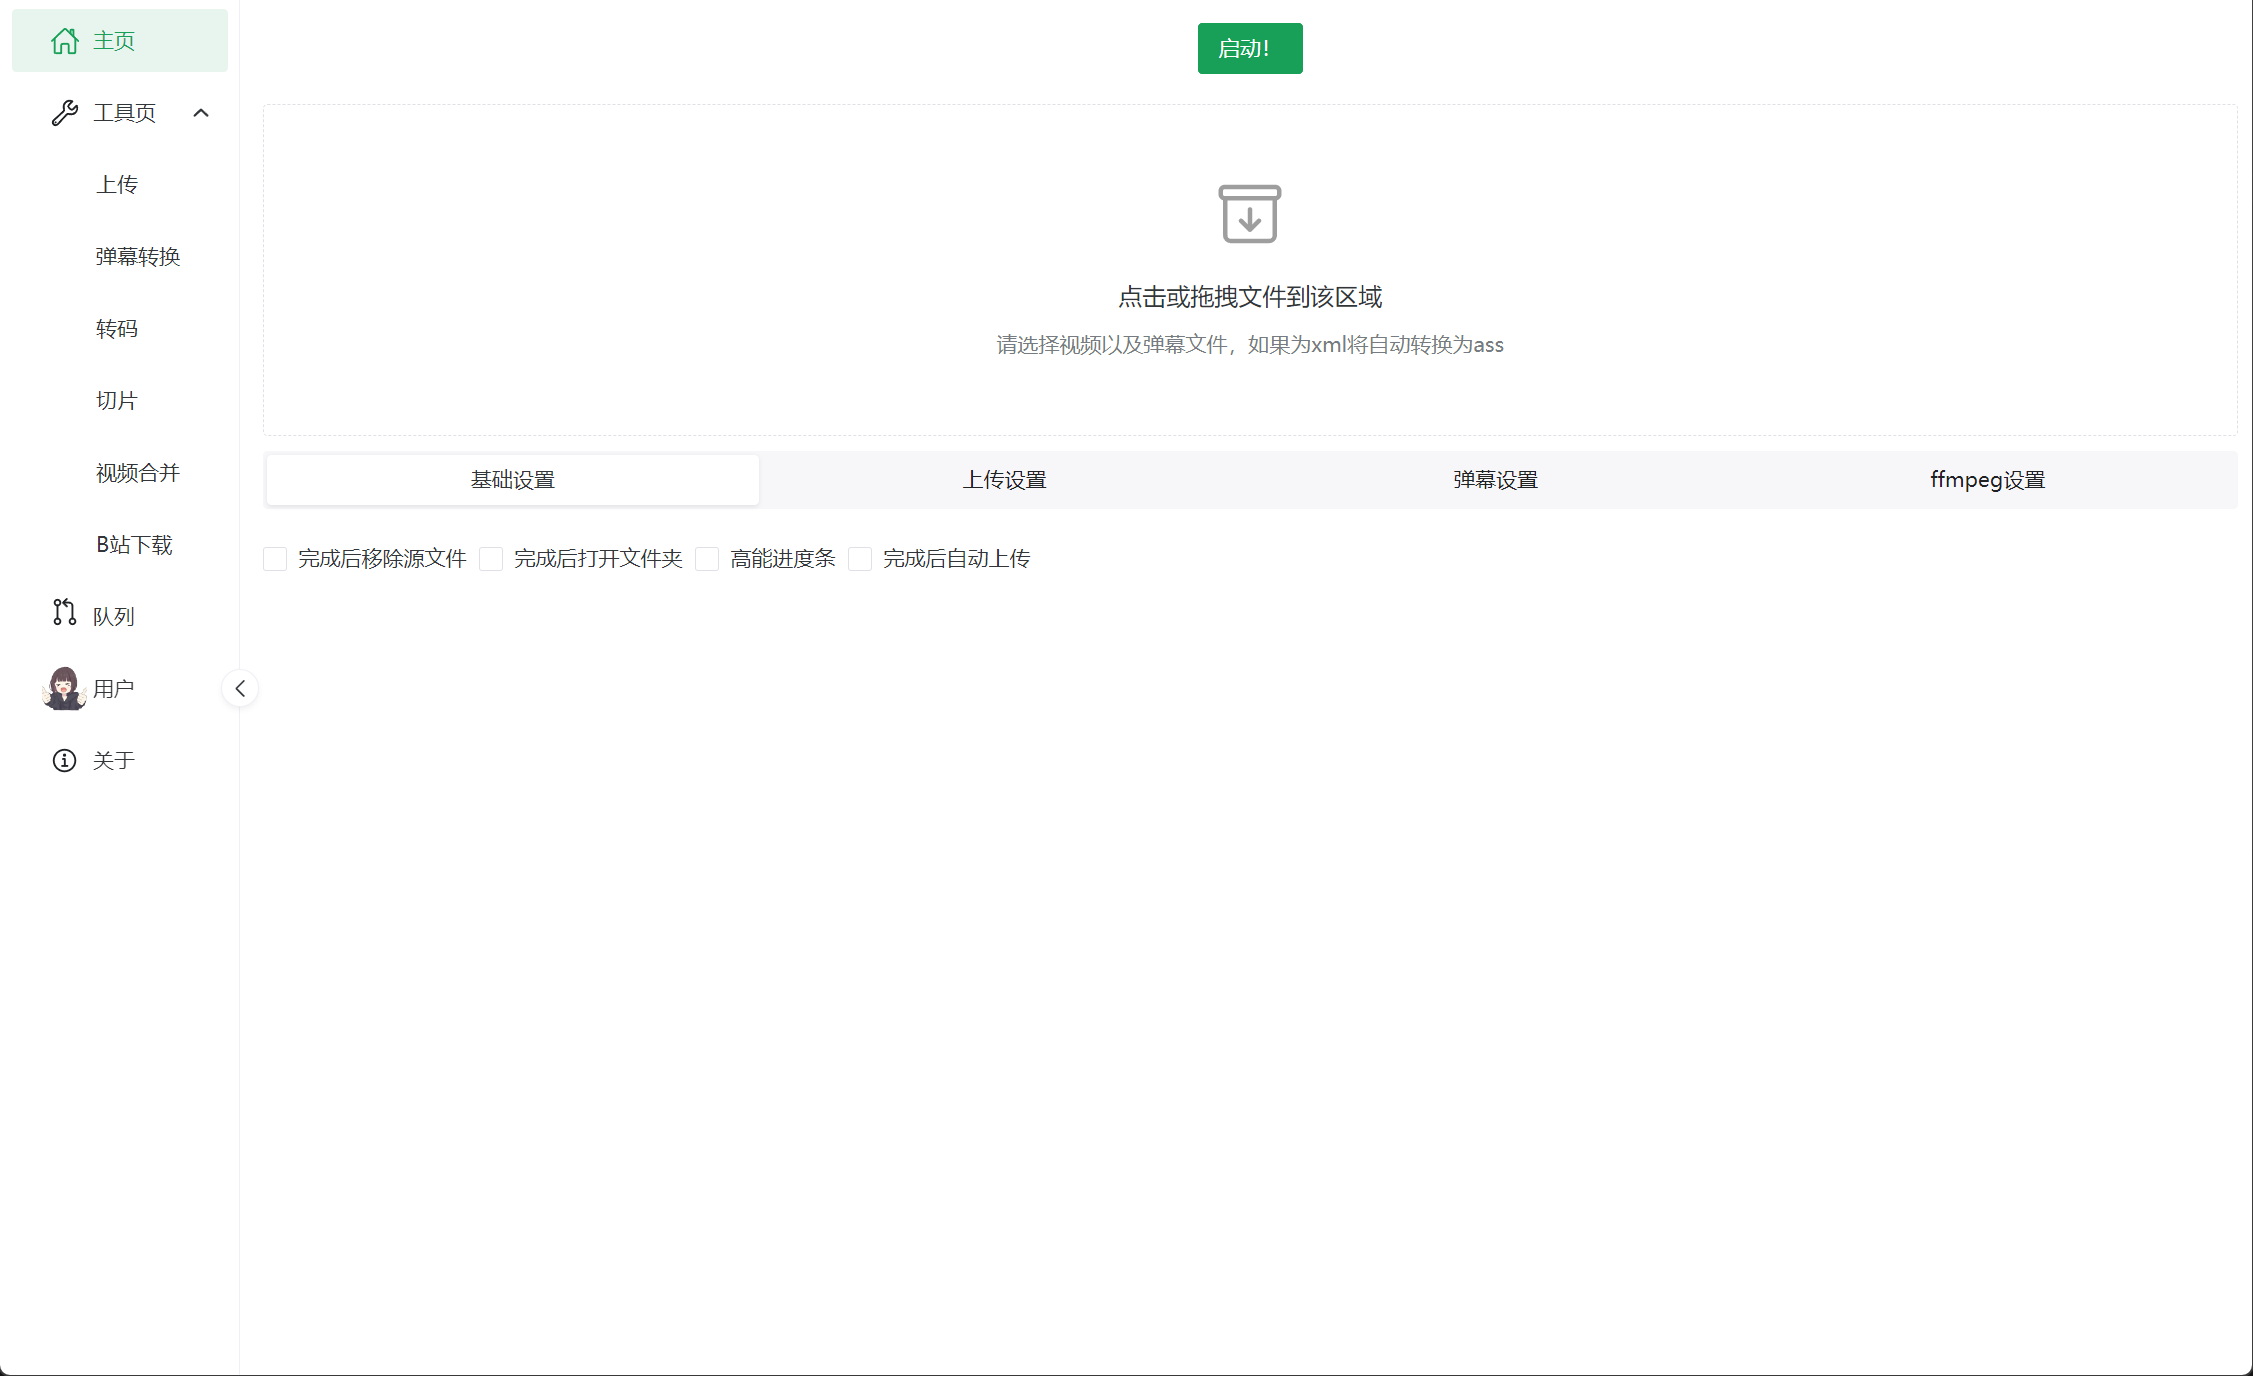 主页
工具页
上传
弹幕转换
转码
切片
视频合并
B站下载
队列
用户
关于
启动！
点击或拖拽文件到该区域
请选择视频以及弹幕文件，如果为xml将自动转换为ass
基础设置 上传设置 弹幕设置 ffmpeg设置
完成后移除源文件 完成后打开文件夹 高能进度条 完成后自动上传